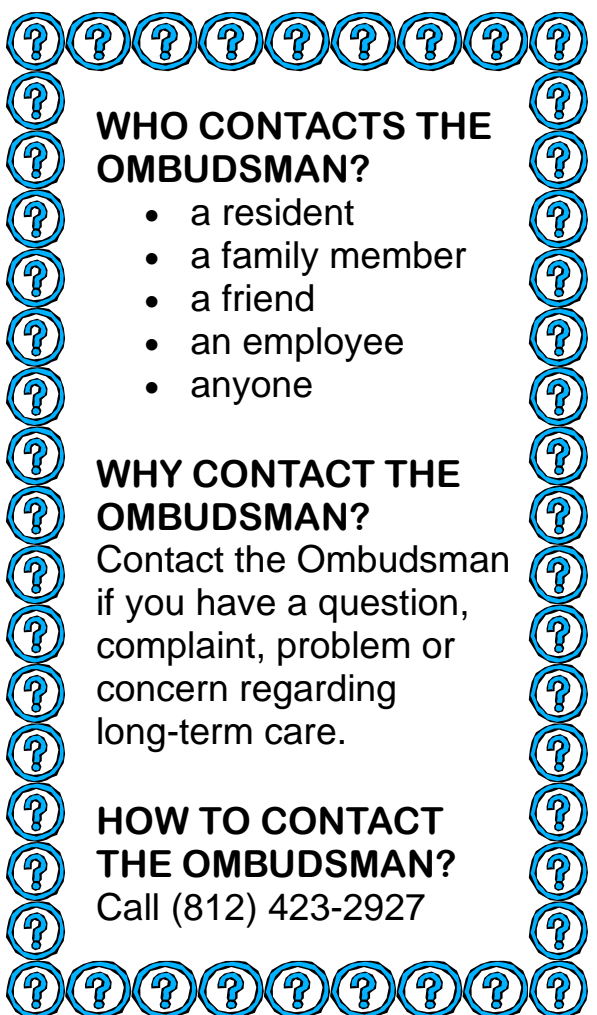 WHO CONTACTS THE
OMBUDSMAN?
• a resident
• a family member
• a friend
• an employee
• anyone
WHY CONTACT THE
OMBUDSMAN?
Contact the Ombudsman
if you have a question,
complaint, problem or
concern regarding
long-term care.
HOW TO CONTACT
THE OMBUDSMAN?
Call (812) 423-2927